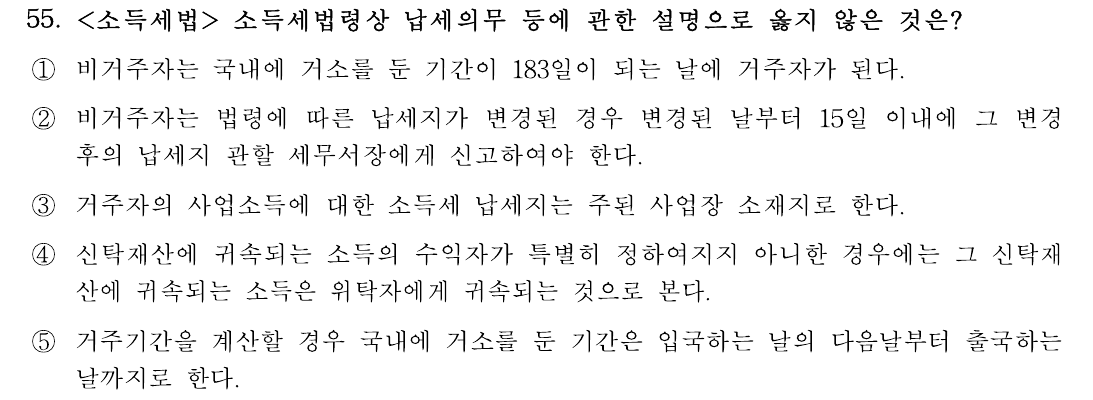 55. <소득세법> 소득세법령상 납세의무 등에 관한 설명으로 옳지 않은 것은?
① 비거주자는 국내에 거소를 둔 기간이 183일이 되는 날에 거주자가 된다.
② 비거주자는 법령에 따른 납세지가 변경된 경우 변경된 날부터 15일 이내에 그 변경
후의 납세지 관할 세무서장에게 신고하여야 한다.
③ 거주자의 사업소득에 대한 소득세 납세지는 주된 사업장 소재지로 한다.
④ 신탁재산에 귀속되는 소득의 수익자가 특별히 정하여지지 아니한 경우에는 그 신탁재
산에 귀속되는 소득은 위탁자에게 귀속되는 것으로 본다.
⑤ 거주기간을 계산할 경우 국내에 거소를 둔 기간은 입국하는 날의 다음날부터 출국하는
날까지로 한다.